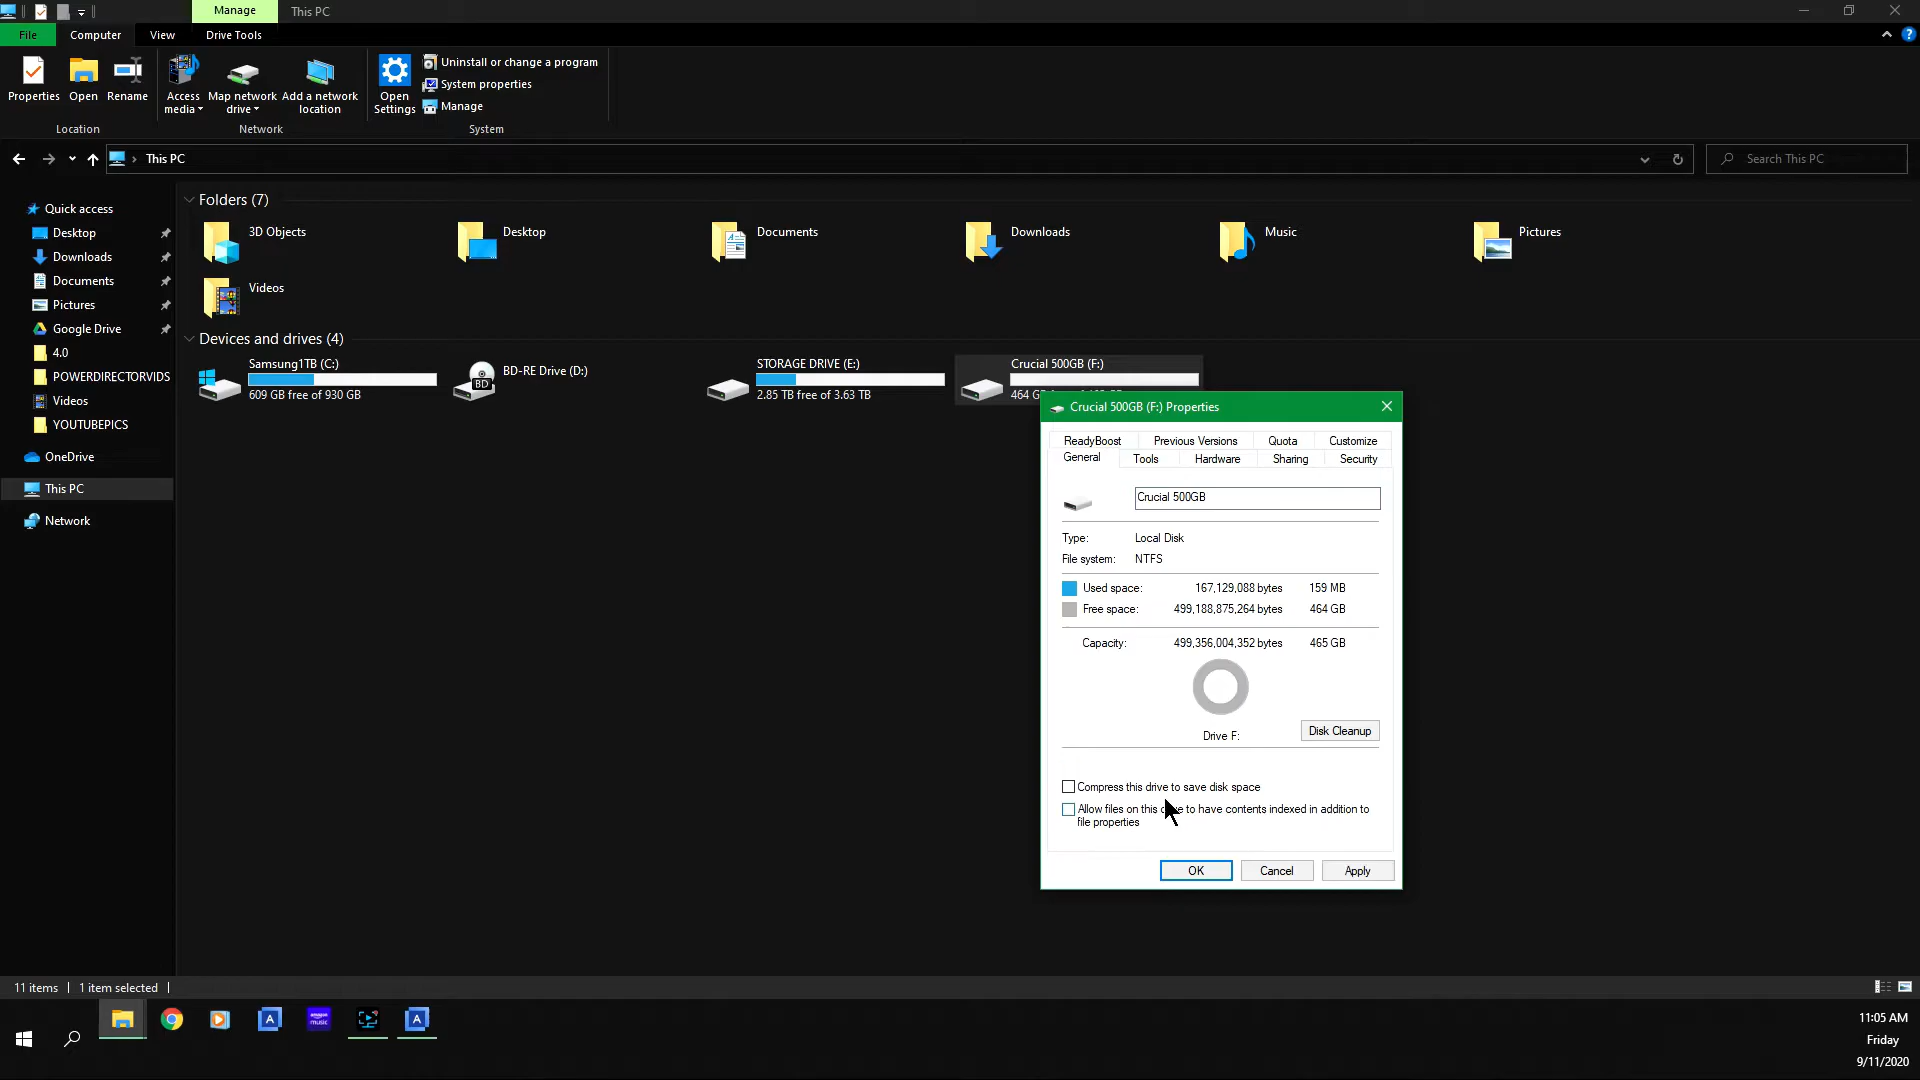 Manage This PC
File Computer View Drive Tools
Properties Open Rename Access media Map network drive Add a network location Open Settings
Uninstall or change a program
System properties
Manage
Location Network System
This PC
Search This PC
Quick access
Desktop
Downloads
Documents
Pictures
Google Drive
4.0
POWERDIRECTORVIDS
Videos
YOUTUBEPICS
OneDrive
This PC
Network
Folders (7)
3D Objects Desktop Documents Downloads Music Pictures
Videos
Devices and drives (4)
Samsung1TB (C:)
609 GB free of 930 GB
BD-RE Drive (D:)
BD
STORAGE DRIVE (E:)
2.85 TB free of 3.63 TB
Crucial 500GB (F:)
464
Crucial 500GB (F:) Properties
ReadyBoost Previous Versions Quota Customize
General Tools Hardware Sharing Security
Crucial 500GB
Type: Local Disk
File system: NTFS
Used space: 167,129,088 bytes 159 MB
Free space: 499,188,875,264 bytes 464 GB
Capacity: 499,356,004,352 bytes 465 GB
Drive F:
Disk Cleanup
Compress this drive to save disk space
Allow files on this drive to have contents indexed in addition to
file properties
OK Cancel Apply
11 items 1 item selected
amazon music
11:05 AM
Friday
9/11/2020